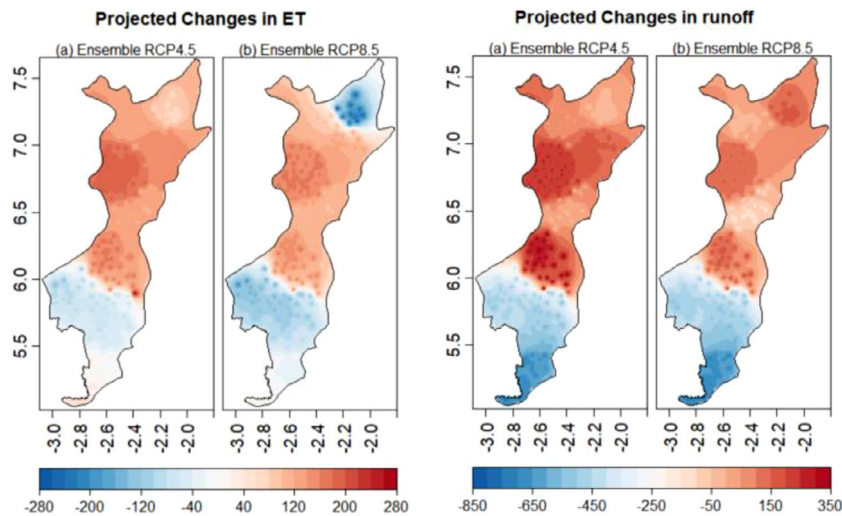 Projected Changes in ET
Projected Changes in runoff
(a) Ensemble RCP4.5
(b) Ensemble RCP8.5
(a) Ensemble RCP4.5
(b) Ensemble RCP8.5
7.5
7.0
6.5
6.0
5.5
7.5
7.0
6.5
6.0
5.5
-3.0 -2.8 -2.6 -2.4 -2.2 -2.0
-3.0 -2.8 -2.6 -2.4 -2.2 -2.0
-3.0 -2.8 -2.6 -2.4 -2.2 -2.0
-3.0 -2.8 -2.6 -2.4 -2.2 -2.0
-280 -200 -120 -40 40 120 200 280
-850 -650 -450 -250 -50 150 350